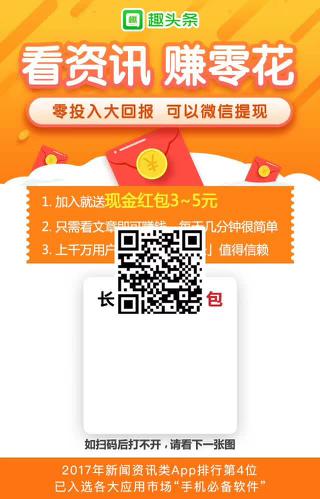 趣头条
看资讯 赚零花
零投入大回报 可以微信提现
1. 加入就送现金红包3~5元
2. 只需看文章即可赚钱，每天几分钟很简单
3. 上千万用户 」值得信赖
长 包
如扫码后打不开，请看下一张图
2017年新闻资讯类App排行第4位
已入选各大应用市场“手机必备软件”